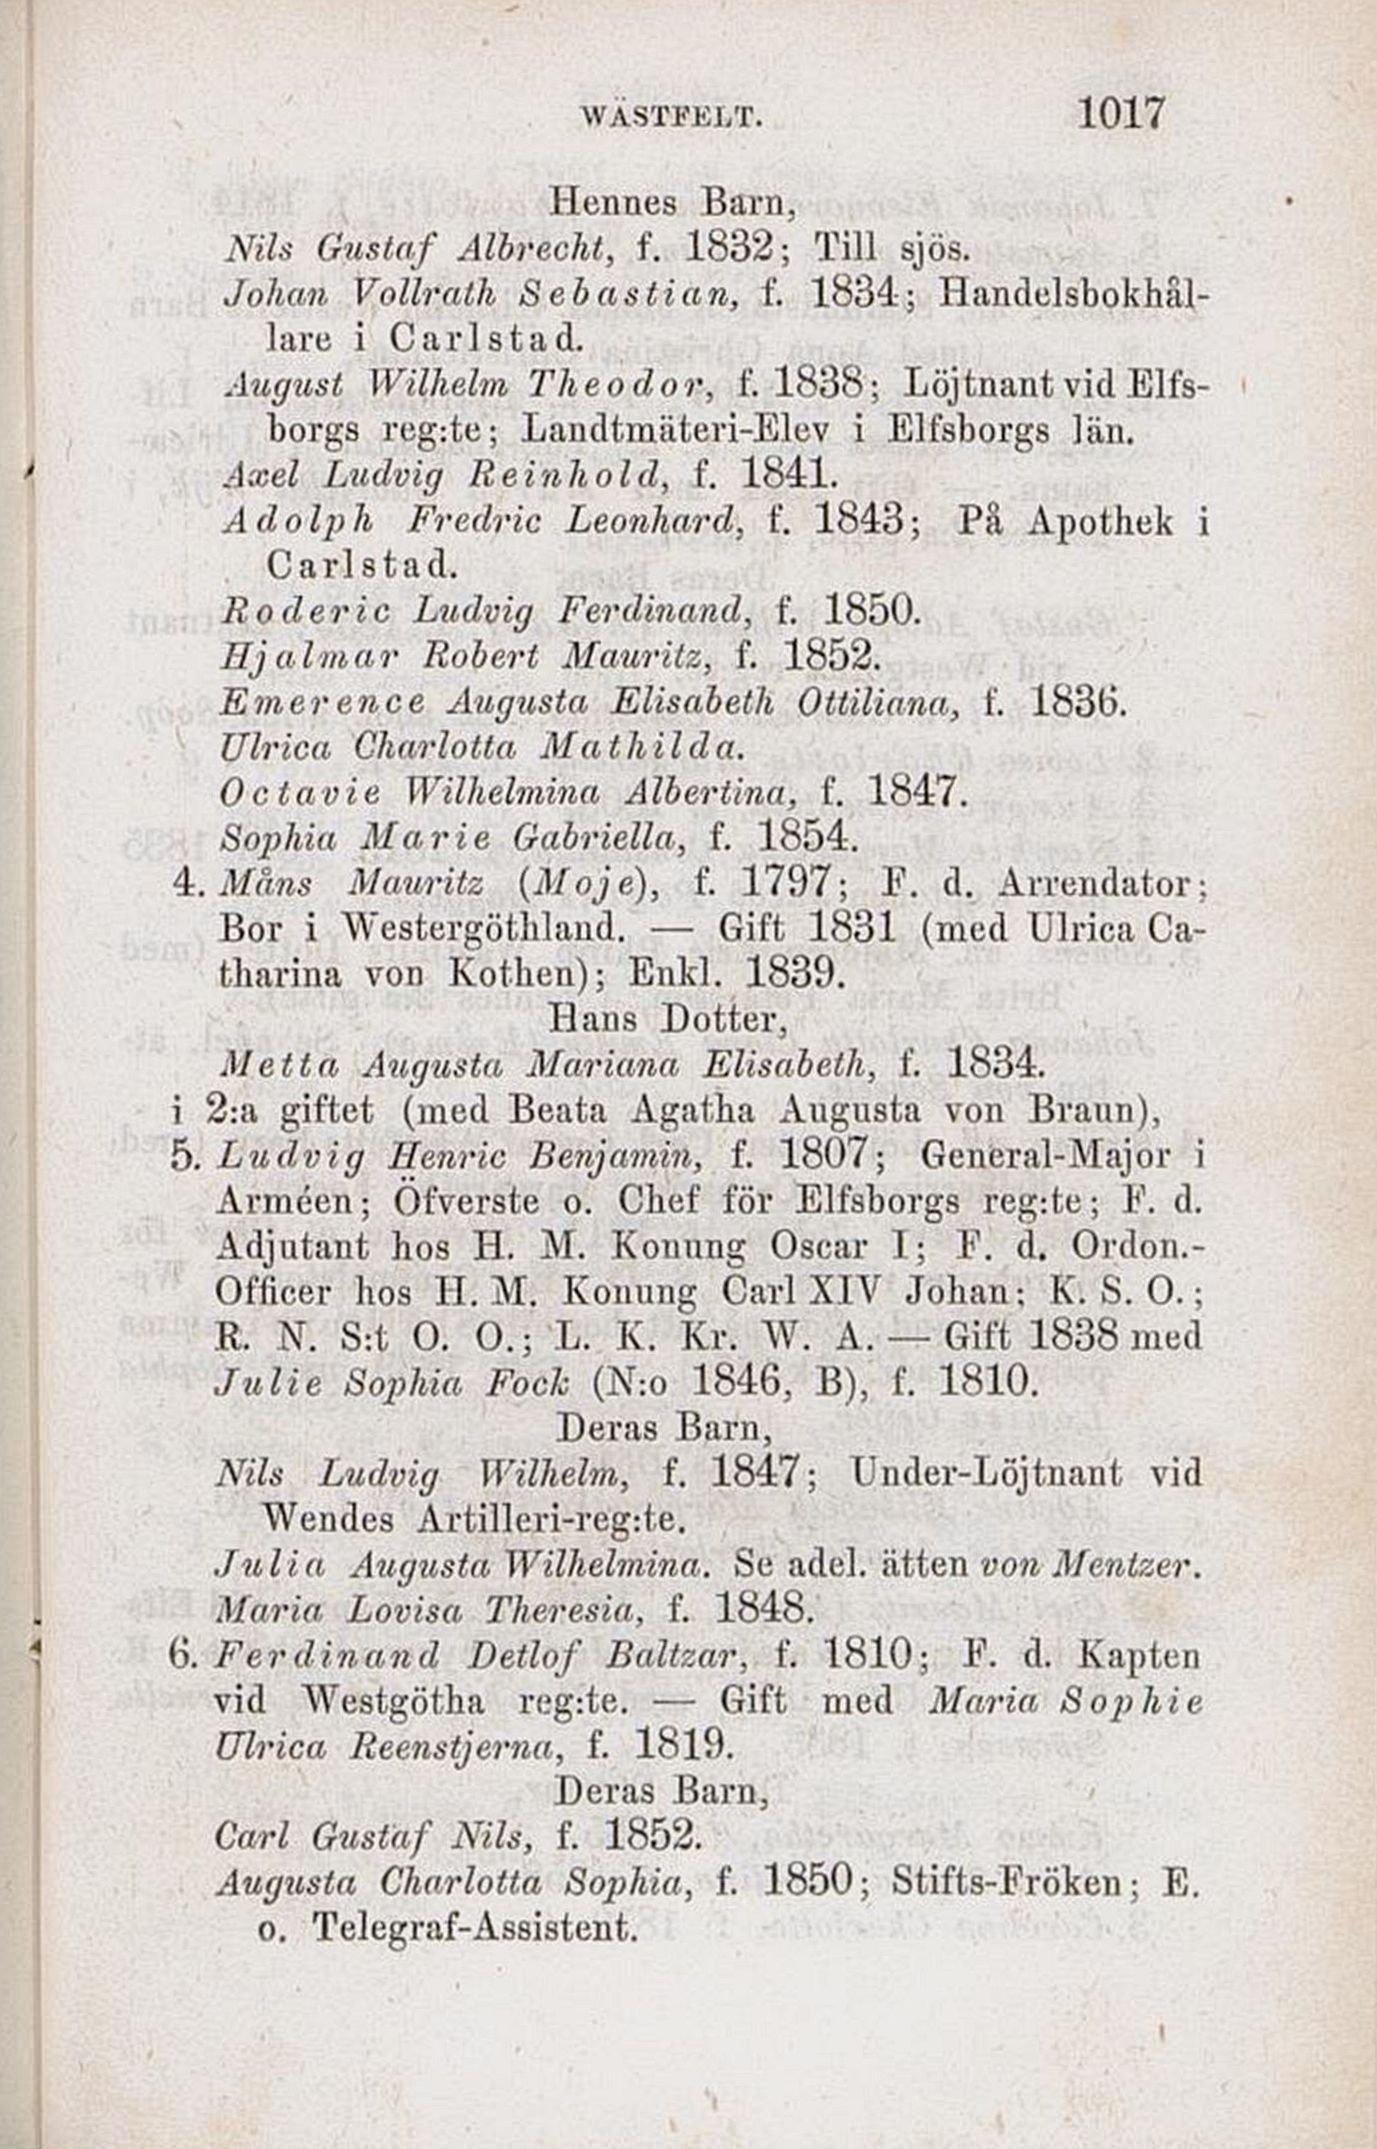 WÄSTFELT. 1017
Hennes Barn,
Nils Gustaf Albrecht, f. 1832; Till sjös.
Johan Vollrath Sebastian, f. 1834; Handelsbokhål-
lare i Carlstad.
August Wilhelm Theodor, f. 1838; Löjtnant vid Elfs-
borgs reg:te; Landtmäteri-Elev i Elfsborgs län.
Axel Ludvig Reinhold, f. 1841.
Adolph Fredric Leonhard, f. 1843; På Apothek i
Carlstad.
Roderic Ludvig Ferdinand, f. 1850.
Hjalmar Robert Mauritz, f. 1852.
Emerence Augusta Elisabeth Ottiliana, f. 1836.
Ulrica Charlotta Mathilda.
Octavie Wilhelmina Albertina, f. 1847.
Sophia Marie Gabriella, f. 1854.
4. Måns Mauritz (Moje), f. 1797; F. d. Arrendator;
Bor i Westergöthland. — Gift 1831 (med Ulrica Ca-
tharina von Kothen); Enkl. 1839.
Hans Dotter,
Metta Augusta Mariana Elisabeth, f. 1834.
i 2:a giftet (med Beata Agatha Augusta von Braun),
5. Ludvig Henric Benjamin, f. 1807; General-Major i
Arméen; Öfverste o. Chef för Elfsborgs reg:te; F. d.
Adjutant hos H. M. Konung Oscar I; F. d. Ordon.-
Officer hos H. M. Konung Carl XIV Johan; K. S. O.;
R. N. S:t O. O.; L. K. Kr. W. A. — Gift 1838 med
Julie Sophia Fock (N:o 1846, B), f. 1810.
Deras Barn,
Nils Ludvig Wilhelm, f. 1847; Under-Löjtnant vid
Wendes Artilleri-reg:te.
Julia Augusta Wilhelmina. Se adel. ätten von Mentzer.
Maria Lovisa Theresia, f. 1848.
6. Ferdinand Detlof Baltzar, f. 1810; F. d. Kapten
vid Westgötha reg:te. — Gift med Maria Sophie
Ulrica Reenstjerna, f. 1819.
Deras Barn,
Carl Gustaf Nils, f. 1852.
Augusta Charlotta Sophia, f. 1850; Stifts-Fröken; E.
o. Telegraf-Assistent.